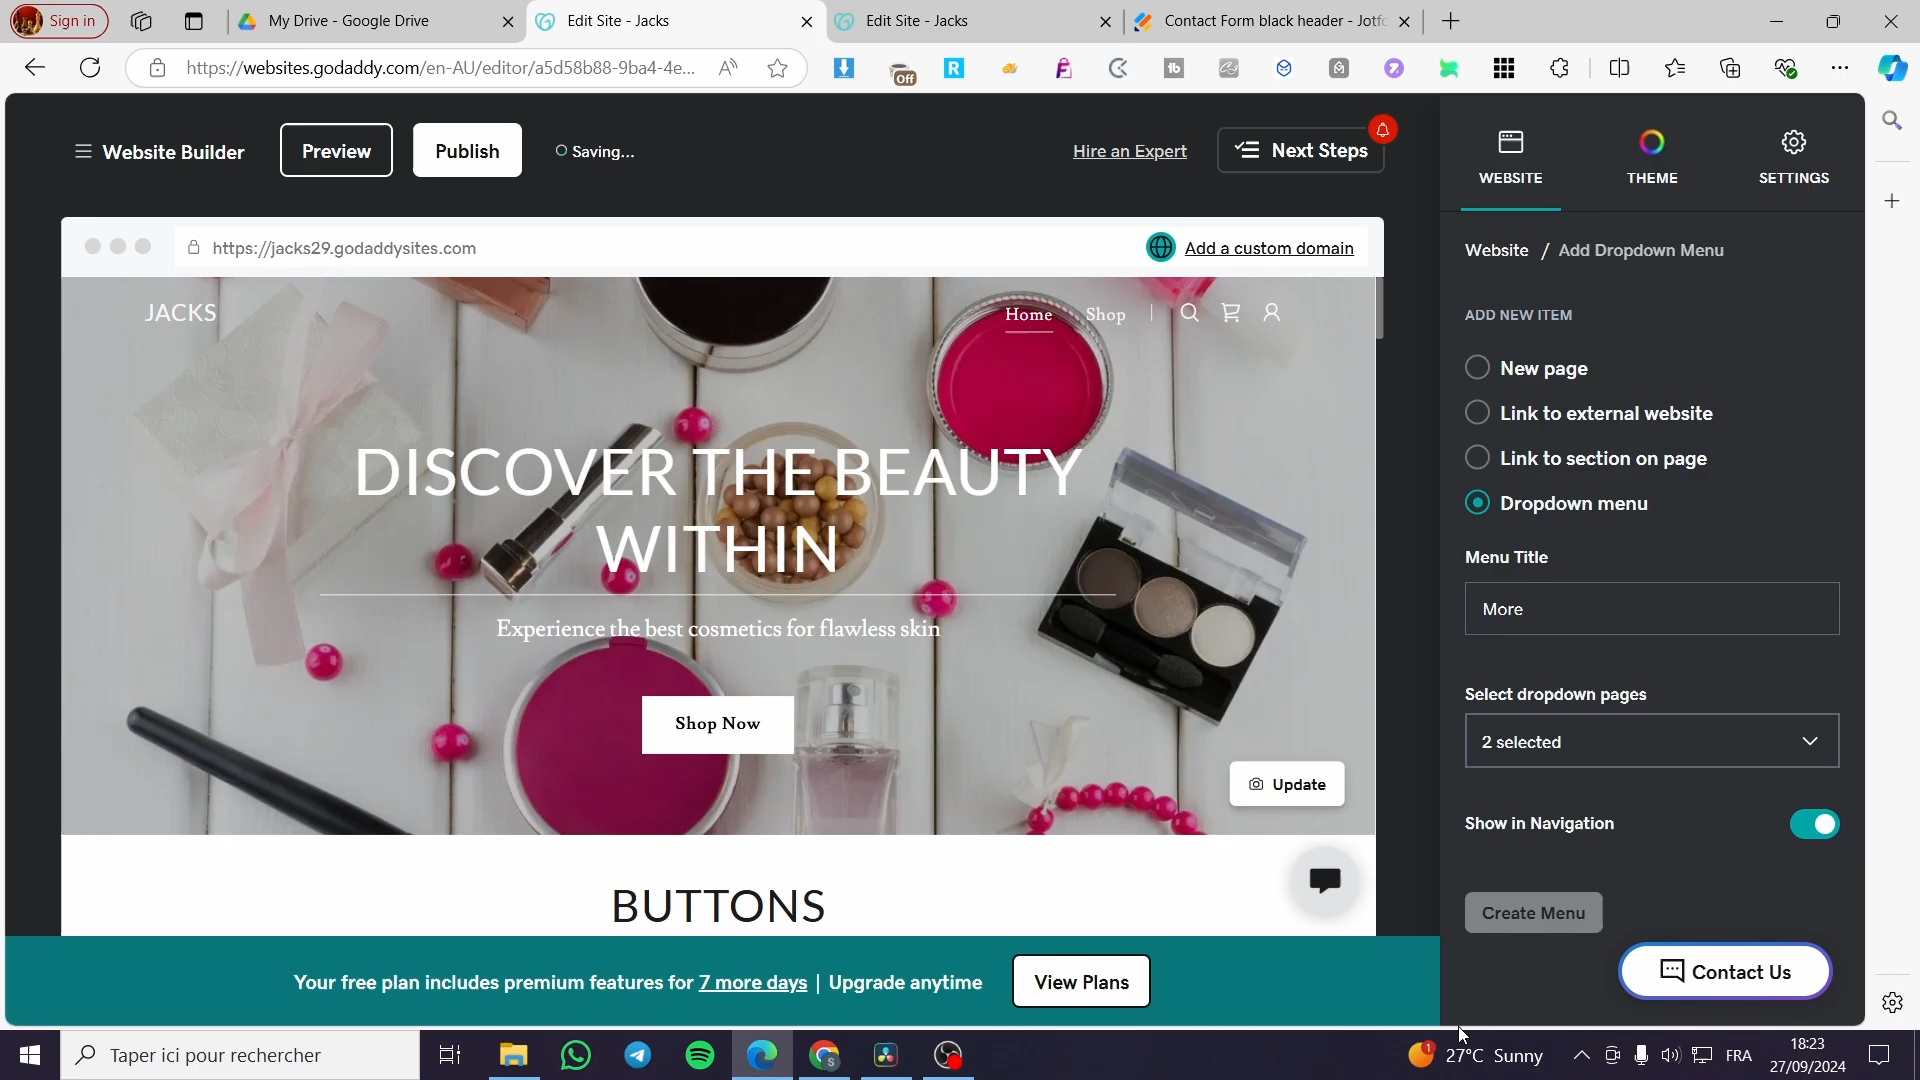 Sign in
My Drive - Google Drive
Edit Site - Jacks
Edit Site - Jacks
Contact Form black header - Jotfo
https://websites.godaddy.com/en-AU/editor/a5d58b88-9ba4-4e...
Off
Website Builder
Preview
Publish
Saving...
Hire an Expert
Next Steps
WEBSITE
THEME
SETTINGS
https://jacks29.godaddysites.com
Add a custom domain
Website / Add Dropdown Menu
JACKS
Home
Shop
ADD NEW ITEM
New page
Link to external website
Link to section on page
Dropdown menu
DISCOVER THE BEAUTY
WITHIN
Experience the best cosmetics for flawless skin
Shop Now
Update
Menu Title
More
Select dropdown pages
2 selected
Show in Navigation
Create Menu
BUTTONS
Your free plan includes premium features for 7 more days | Upgrade anytime
View Plans
Contact Us
Taper ici pour rechercher
1
27°C Sunny
FRA
18:23
27/09/2024